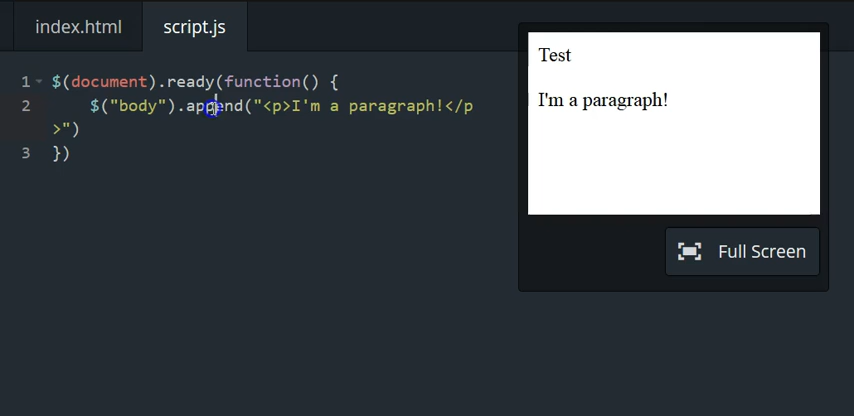 index.html
script.js
1 $(document).ready(function() {
2 $("body").append("<p>I'm a paragraph!</p
>")
3 })
Test
I'm a paragraph!
Full Screen